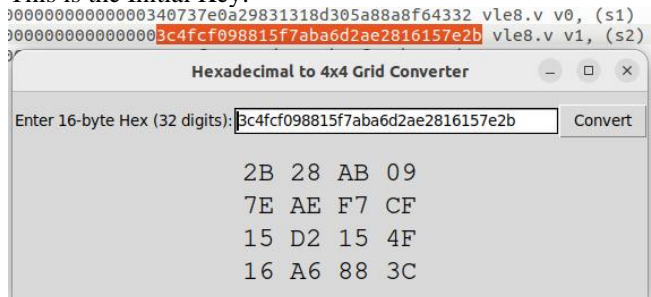 This is the Initial Key:
000000000000000340737e0a29831318d305a88a8f64332 vle8.v v0, (s1)
0000000000000003c4fcf098815f7aba6d2ae2816157e2b vle8.v v1, (s2)
Hexadecimal to 4x4 Grid Converter
Enter 16-byte Hex (32 digits): 3c4fcf098815f7aba6d2ae2816157e2b Convert
2B 28 AB 09
7E AE F7 CF
15 D2 15 4F
16 A6 88 3C